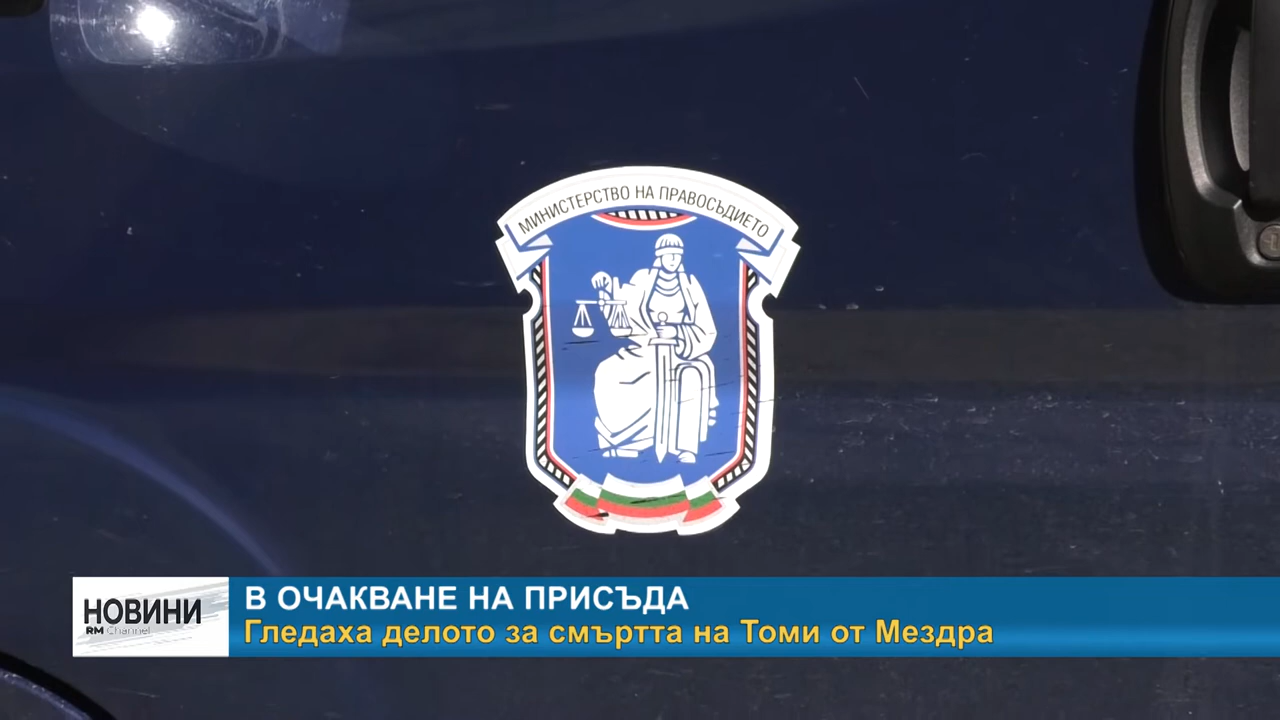 МИНИСТЕРСТВО НА ПРАВОСЪДИЕТО
НОВИНИ
RM Channel
В ОЧАКВАНЕ НА ПРИСЪДА
Гледаха делото за смъртта на Томи от Мездра